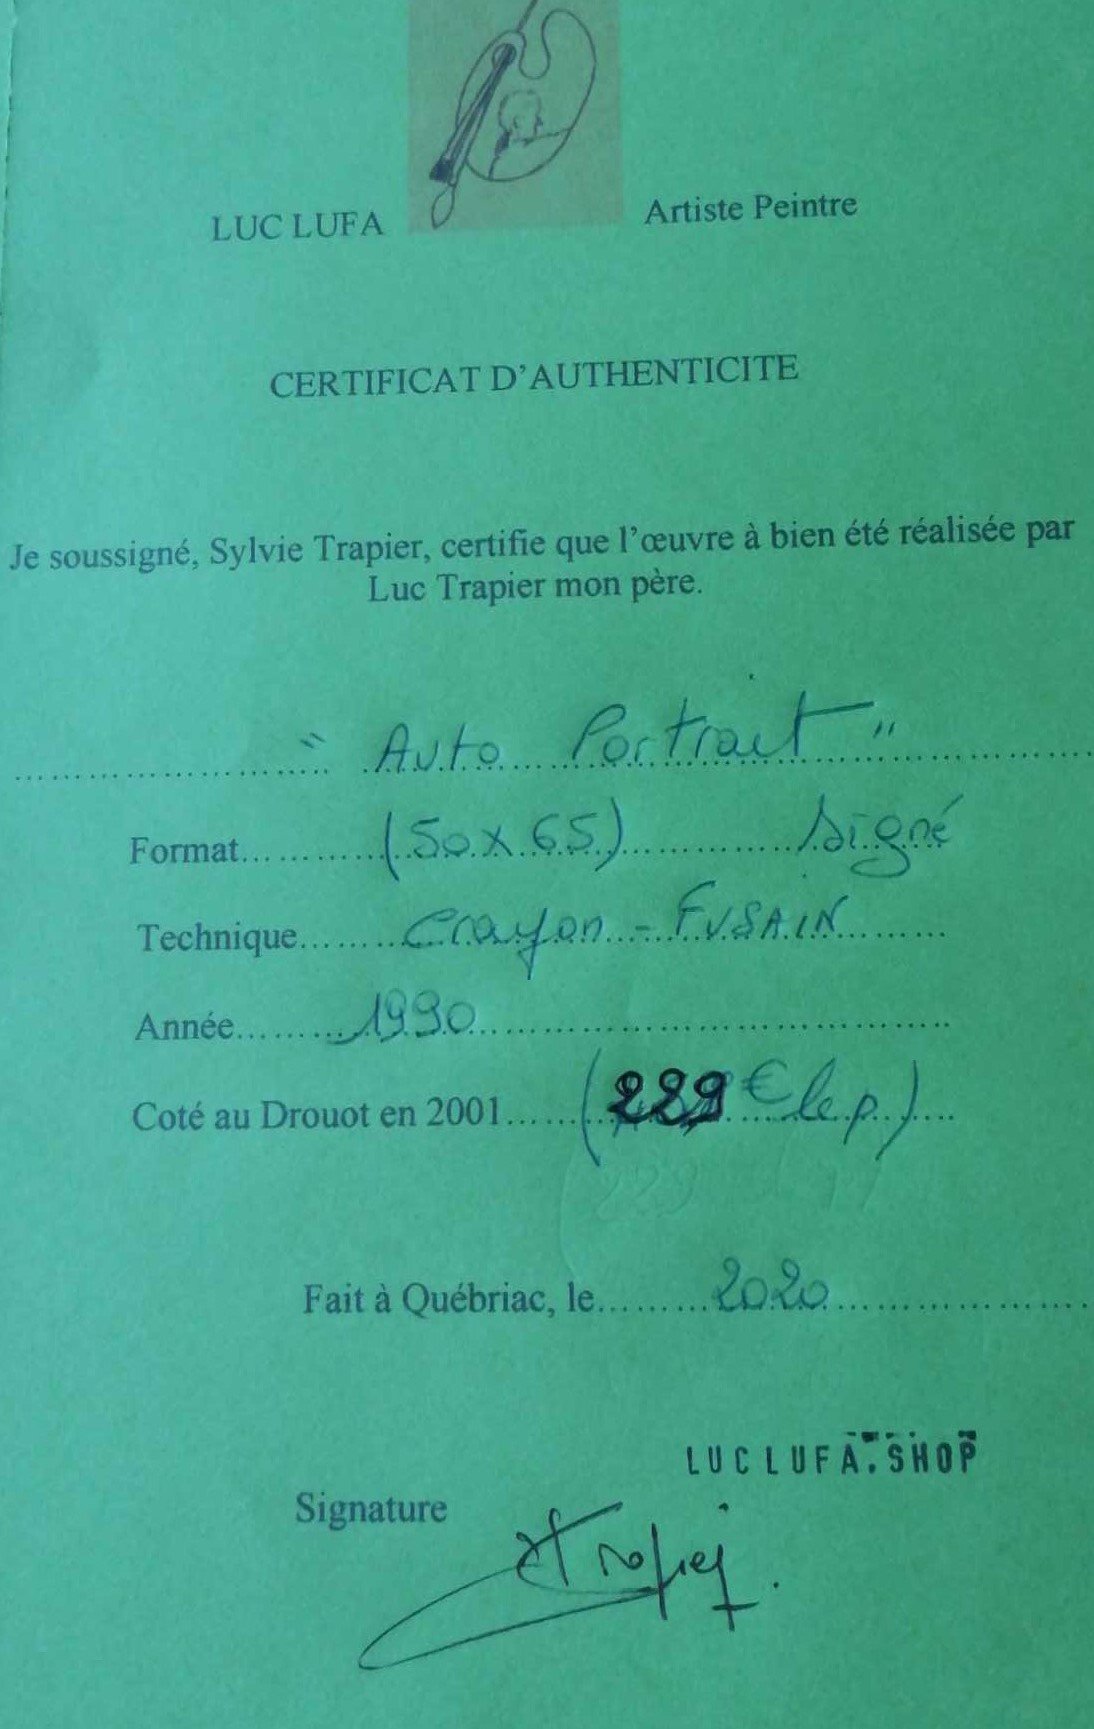 LUC LUFA Artiste Peintre
CERTIFICAT D'AUTHENTICITE
Je soussigné, Sylvie Trapier, certifie que l'œuvre à bien été réalisée par
Luc Trapier mon père.
" Auto Portrait "
Format (50 x 65) signé
Technique Crayon - FUSAIN
Année 1990
Coté au Drouot en 2001 (229 € le p.)
Fait à Québriac, le 2020
LUCLUFA.SHOP
Signature
Trapier